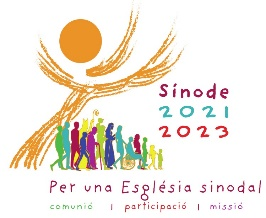 Sínode
2021
2023
Per una Església sinodal
comunió | participació | missió